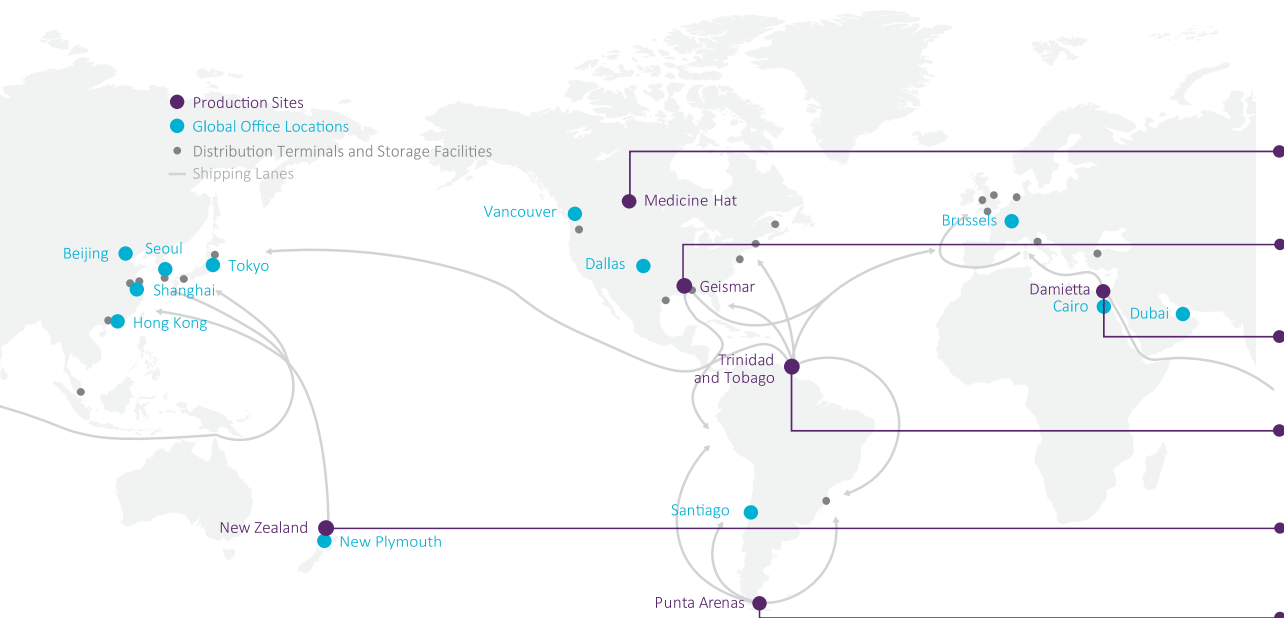 Production Sites
Global Office Locations
Distribution Terminals and Storage Facilities
Shipping Lanes
Medicine Hat
Vancouver
Brussels
Beijing
Seoul
Tokyo
Dallas
Geismar
Shanghai
Damietta
Cairo
Dubai
Hong Kong
Trinidad
and Tobago
Santiago
New Zealand
New Plymouth
Punta Arenas